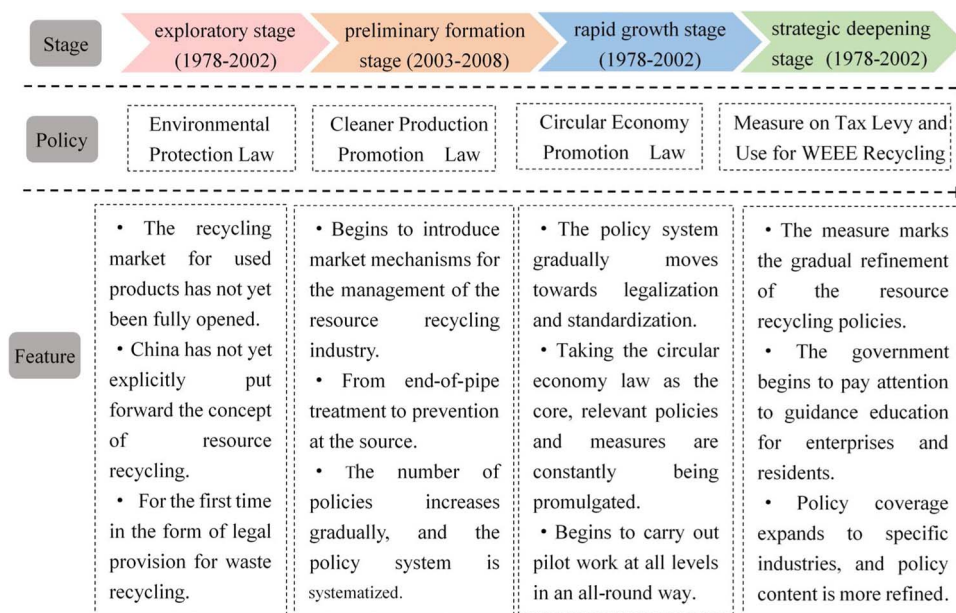 Stage
exploratory stage
(1978-2002)
preliminary formation
stage (2003-2008)
rapid growth stage
(1978-2002)
strategic deepening
stage (1978-2002)
Policy
Environmental
Protection Law
Cleaner Production
Promotion Law
Circular Economy
Promotion Law
Measure on Tax Levy and
Use for WEEE Recycling
Feature
• The recycling
market for used
products has not yet
been fully opened.
• China has not yet
explicitly put
forward the concept
of resource
recycling.
• For the first time
in the form of legal
provision for waste
recycling.
• Begins to introduce
market mechanisms for
the management of the
resource recycling
industry.
• From end-of-pipe
treatment to prevention
at the source.
• The number of
policies increases
gradually, and the
policy system is
systematized.
• The policy system
gradually moves
towards legalization
and standardization.
• Taking the circular
economy law as the
core, relevant policies
and measures are
constantly being
promulgated.
• Begins to carry out
pilot work at all levels
in an all-round way.
• The measure marks
the gradual refinement
of the resource
recycling policies.
• The government
begins to pay attention
to guidance education
for enterprises and
residents.
• Policy coverage
expands to specific
industries, and policy
content is more refined.